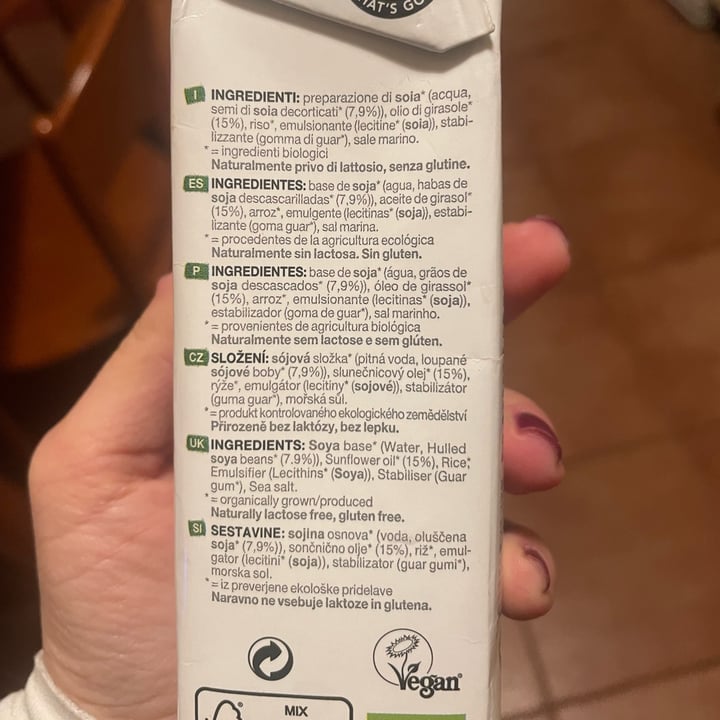 THAT'S GO
I INGREDIENTI: preparazione di soia* (acqua,
semi di soia decorticati* (7,9%)), olio di girasole*
(15%), riso*, emulsionante (lecitine* (soia)), stabi-
lizzante (gomma di guar*), sale marino.
*= ingredienti biologici
Naturalmente privo di lattosio, senza glutine.
ES INGREDIENTES: base de soja* (agua, habas de
soja descascarilladas* (7,9%)), aceite de girasol*
(15%), arroz*, emulgente (lecitinas* (soja)), estabi-
lizante (goma guar*), sal marina.
*= procedentes de la agricultura ecológica
Naturalmente sin lactosa. Sin gluten.
P INGREDIENTES: base de soja* (água, grãos de
soja descascados* (7,9%)), óleo de girassol*
(15%), arroz*, emulsionante (lecitinas* (soja)),
estabilizador (goma de guar*), sal marinho.
*= provenientes de agricultura biológica
Naturalmente sem lactose e sem glúten.
CZ SLOŽENÍ: sójová složka* (pitná voda, loupané
sójové boby* (7,9%)), slunečnicový olej* (15%),
rýže*, emulgátor (lecitiny* (sojové)), stabilizátor
(guma guar*), mořská sůl.
*= produkt kontrolovaného ekologického zemědělství
Přirozeně bez laktózy, bez lepku.
UK INGREDIENTS: Soya base* (Water, Hulled
soya beans* (7.9%)), Sunflower oil* (15%), Rice*,
Emulsifier (Lecithins* (Soya)), Stabiliser (Guar
gum*), Sea salt.
*= organically grown/produced
Naturally lactose free, gluten free.
SI SESTAVINE: sojina osnova* (voda, oluščena
soja* (7,9%)), sončnično olje* (15%), riž*, emul-
gator (lecitini* (soja)), stabilizator (guar gumi*),
morska sol.
*= iz preverjene ekološke pridelave
Naravno ne vsebuje laktoze in glutena.
Vegan
MIX